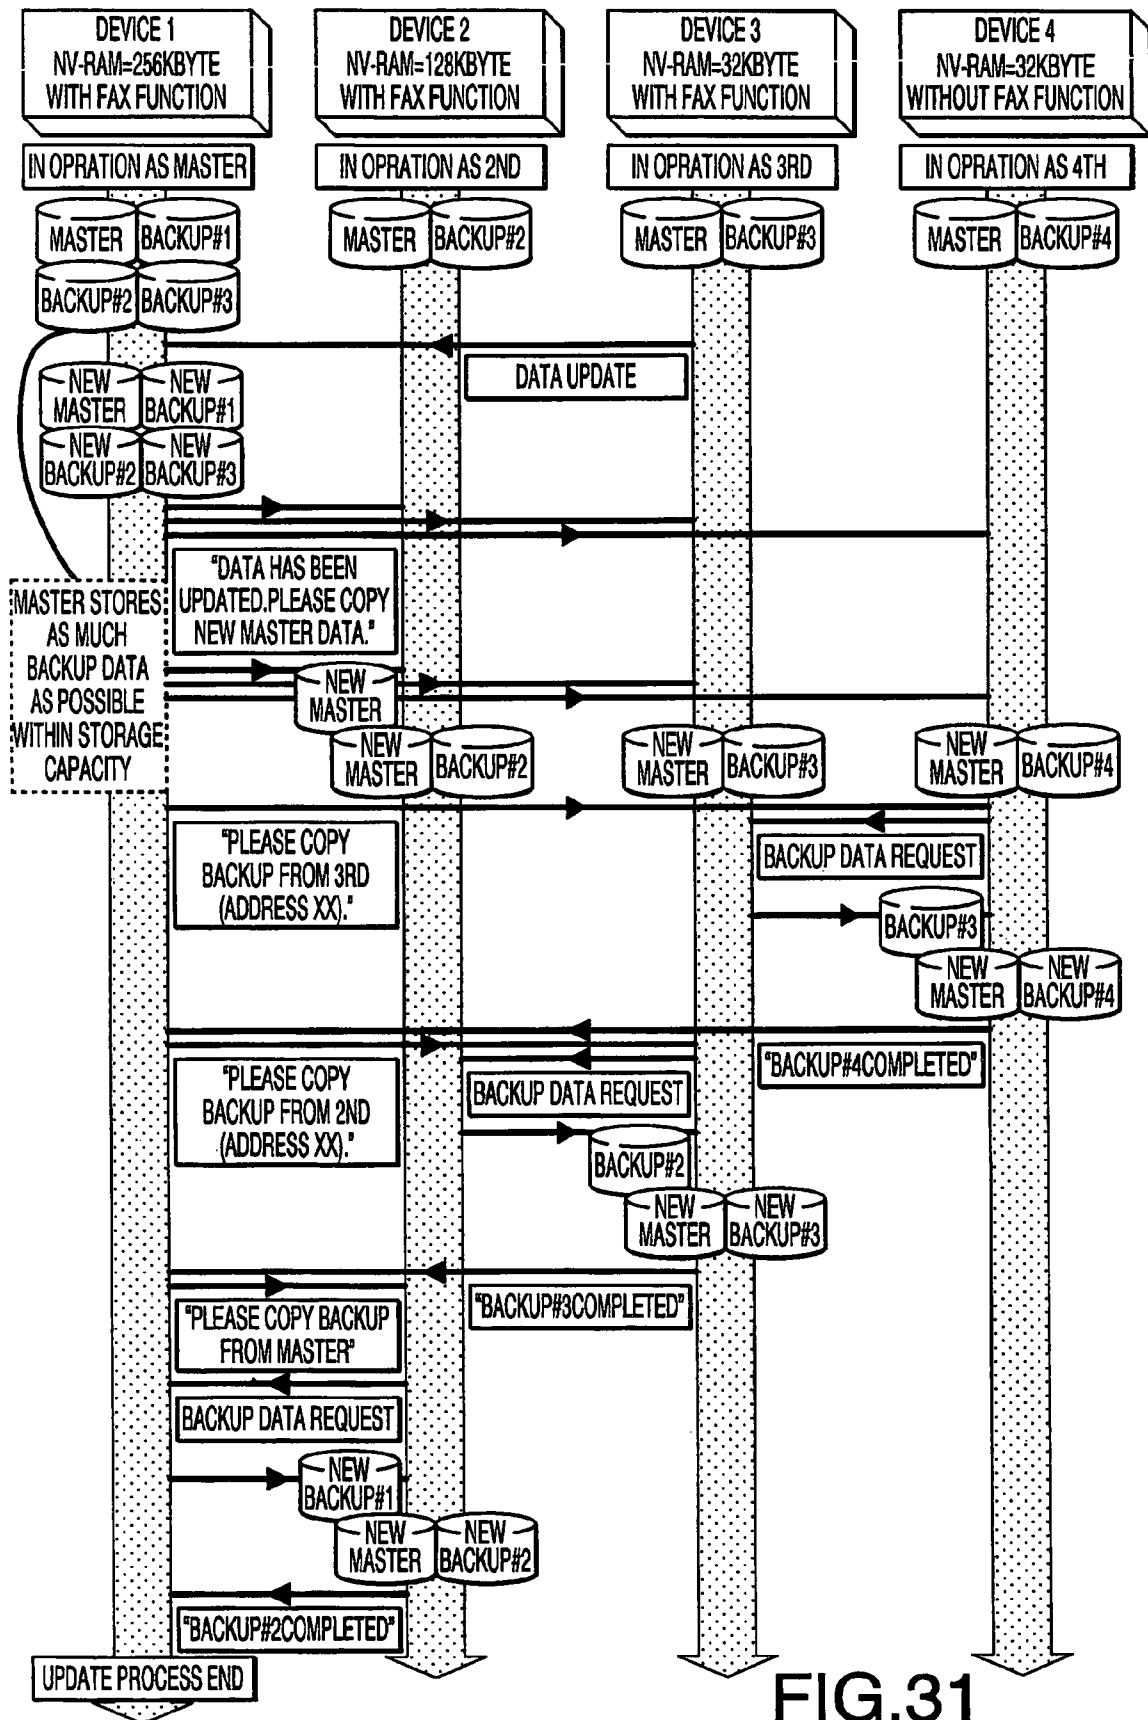 DEVICE 1
NV-RAM=256KBYTE
WITH FAX FUNCTION
DEVICE 2
NV-RAM=128KBYTE
WITH FAX FUNCTION
DEVICE 3
NV-RAM=32KBYTE
WITH FAX FUNCTION
DEVICE 4
NV-RAM=32KBYTE
WITHOUT FAX FUNCTION
IN OPRATION AS MASTER
IN OPRATION AS 2ND
IN OPRATION AS 3RD
IN OPRATION AS 4TH
MASTER
BACKUP#1
MASTER
BACKUP#2
MASTER
BACKUP#3
MASTER
BACKUP#4
BACKUP#2
BACKUP#3
DATA UPDATE
NEW
MASTER
NEW
BACKUP#1
NEW
BACKUP#2
NEW
BACKUP#3
"DATA HAS BEEN
UPDATED.PLEASE COPY
NEW MASTER DATA."
MASTER STORES
AS MUCH
BACKUP DATA
AS POSSIBLE
WITHIN STORAGE
CAPACITY
NEW
MASTER
NEW
MASTER
BACKUP#2
NEW
MASTER
BACKUP#3
NEW
MASTER
BACKUP#4
"PLEASE COPY
BACKUP FROM 3RD
(ADDRESS XX)."
BACKUP DATA REQUEST
BACKUP#3
NEW
MASTER
NEW
BACKUP#4
"BACKUP#4COMPLETED"
"PLEASE COPY
BACKUP FROM 2ND
(ADDRESS XX)."
BACKUP DATA REQUEST
BACKUP#2
NEW
MASTER
NEW
BACKUP#3
"BACKUP#3COMPLETED"
"PLEASE COPY BACKUP
FROM MASTER"
BACKUP DATA REQUEST
NEW
BACKUP#1
NEW
MASTER
NEW
BACKUP#2
"BACKUP#2COMPLETED"
UPDATE PROCESS END
FIG.31